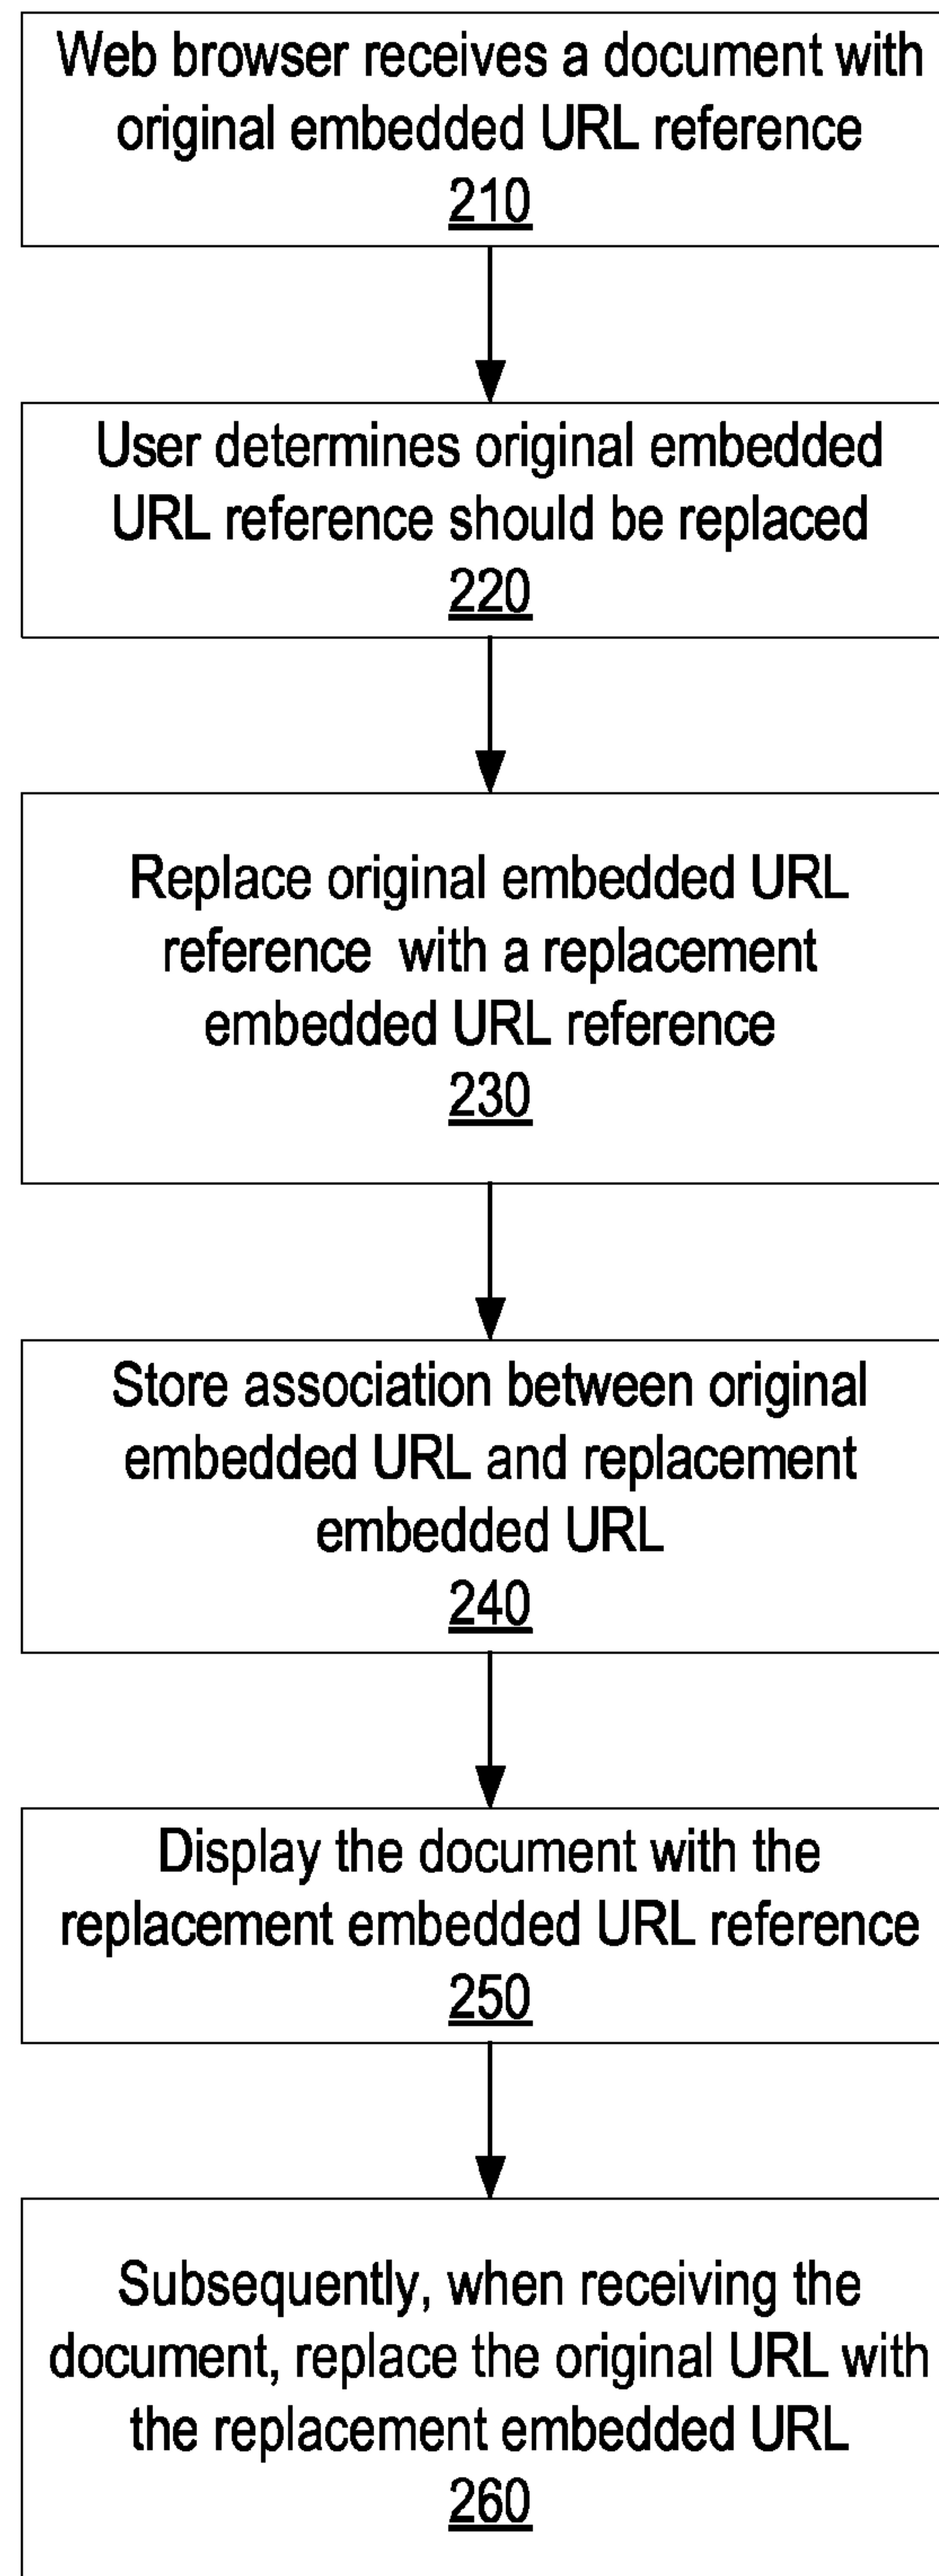 Web browser receives a document with
original embedded URL reference
210
User determines original embedded
URL reference should be replaced
220
Replace original embedded URL
reference with a replacement
embedded URL reference
230
Store association between original
embedded URL and replacement
embedded URL
240
Display the document with the
replacement embedded URL reference
250
Subsequently, when receiving the
document, replace the original URL with
the replacement embedded URL
260